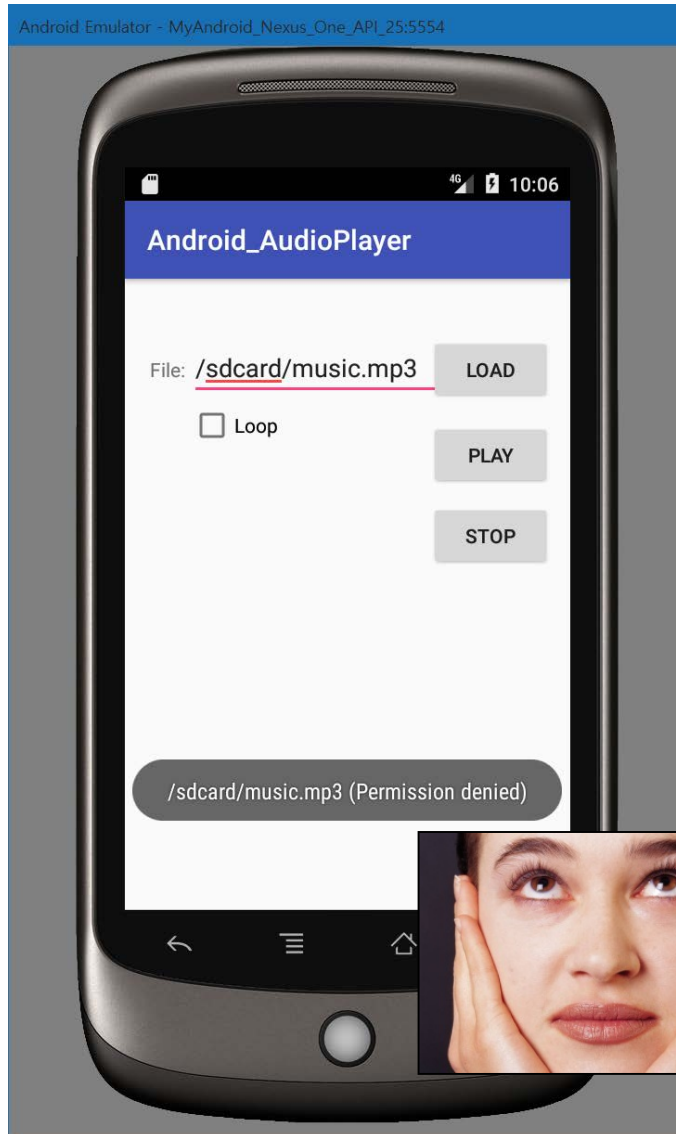 Android Emulator - MyAndroid_Nexus_One_API_25:5554
4G 10:06
Android_AudioPlayer
File: /sdcard/music.mp3 LOAD
Loop
PLAY
STOP
/sdcard/music.mp3 (Permission denied)